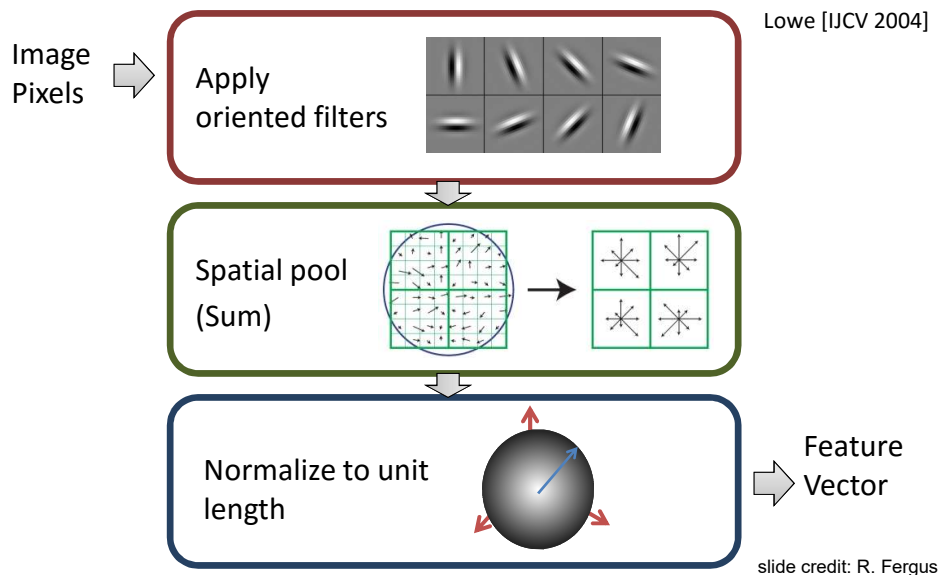 Lowe [IJCV 2004]
Image
Pixels
Apply
oriented filters
Spatial pool
(Sum)
Normalize to unit
length
Feature
Vector
slide credit: R. Fergus